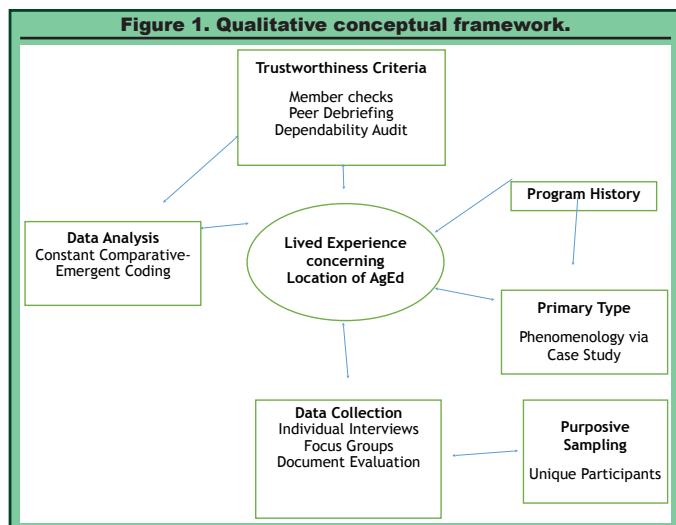 Figure 1. Qualitative conceptual framework.
Trustworthiness Criteria
Member checks
Peer Debriefing
Dependability Audit
Program History
Data Analysis
Constant Comparative-
Emergent Coding
Lived Experience
concerning
Location of AgEd
Primary Type
Phenomenology via
Case Study
Data Collection
Individual Interviews
Focus Groups
Document Evaluation
Purposive
Sampling
Unique Participants